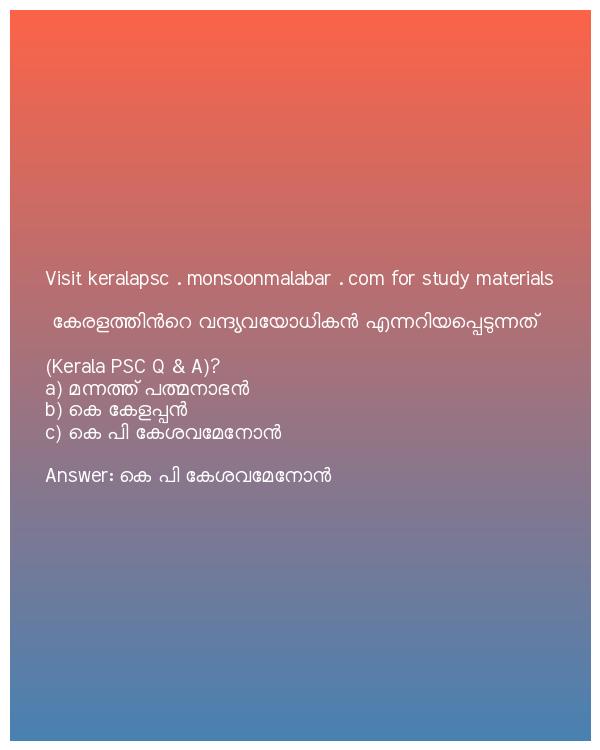 Visit keralapsc . monsoonmalabar . com for study materials
കേരളത്തിൻറെ വന്ദ്യവയോധികൻ എന്നറിയപ്പെടുന്നത്
(Kerala PSC Q & A)?
a) മന്നത്ത് പത്മനാഭൻ
b) കെ കേളപ്പൻ
c) കെ പി കേശവമേനോൻ
Answer: കെ പി കേശവമേനോൻ